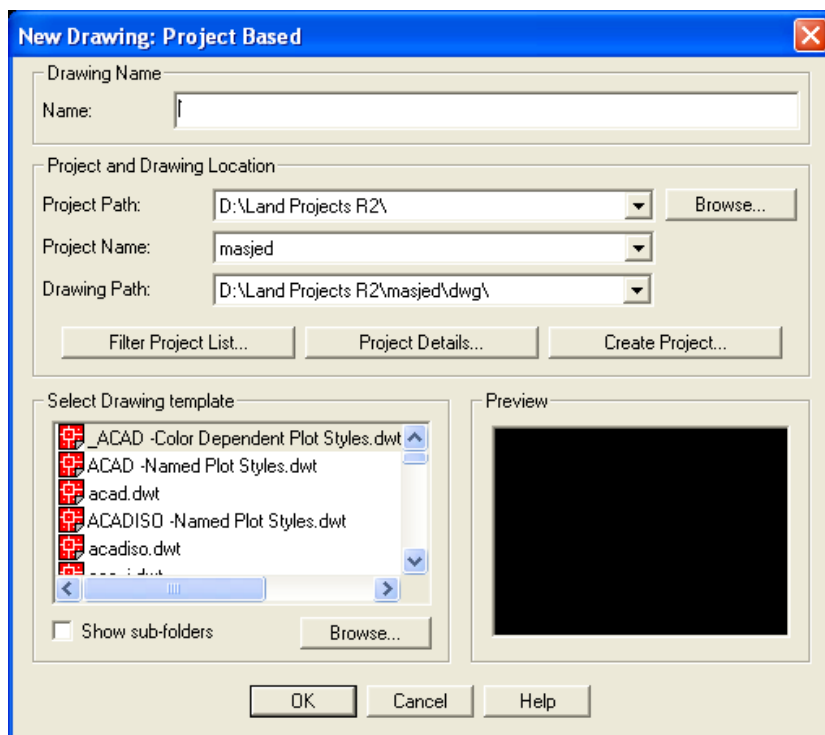 New Drawing: Project Based
Drawing Name
Name:
Project and Drawing Location
Project Path: D:\Land Projects R2\ Browse...
Project Name: masjed
Drawing Path: D:\Land Projects R2\masjed\dwg\
Filter Project List... Project Details... Create Project...
Select Drawing template Preview
_ACAD -Color Dependent Plot Styles.dwt
ACAD -Named Plot Styles.dwt
acad.dwt
ACADISO -Named Plot Styles.dwt
acadiso.dwt
Show sub-folders Browse...
OK Cancel Help